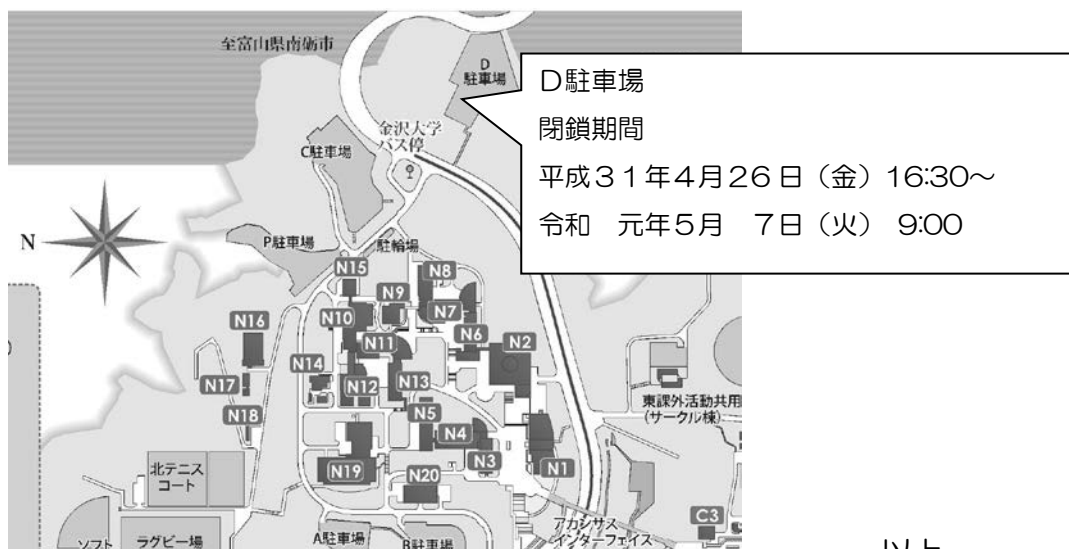 至富山県南砺市
D
駐車場
D駐車場
閉鎖期間
平成31年4月26日（金）16:30～
令和　元年5月　7日（火）　9:00
金沢大学
バス停
C駐車場
N
P駐車場
駐輪場
N15
N8
N9
N7
N10
N16
N6
N2
N11
N14
N17
N12
N13
N18
N5
N4
東課外活動共用
(サークル棟)
N3
N1
N19
N20
北テニス
コート
C3
アカンサス
インターフェイス
ソフト
ラグビー場
A駐車場
B駐車場
以上